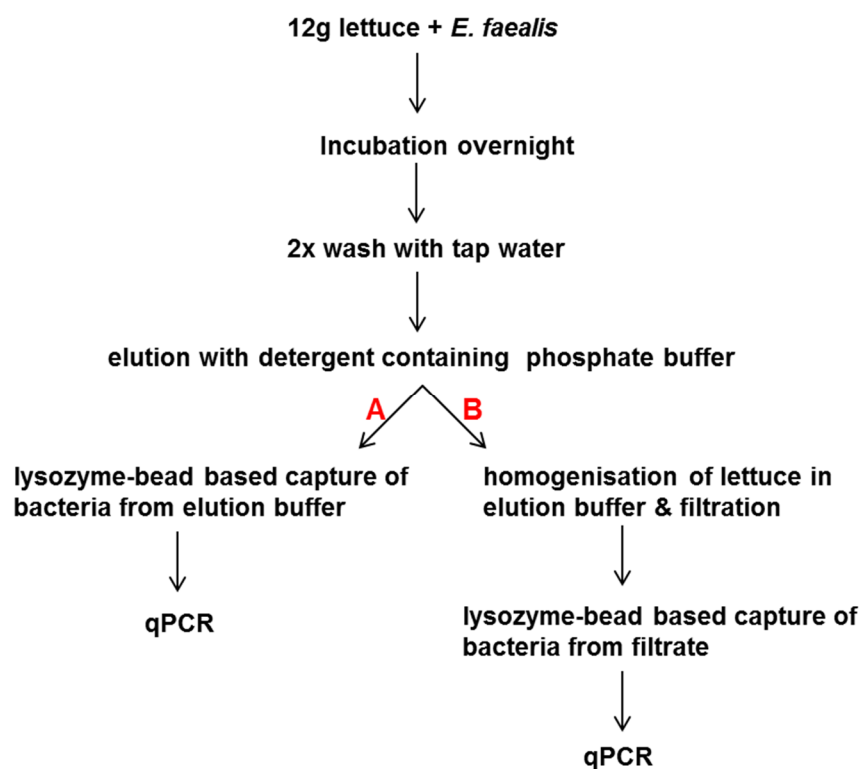 12g lettuce + E. faealis
Incubation overnight
2x wash with tap water
elution with detergent containing phosphate buffer
A
B
lysozyme-bead based capture of
bacteria from elution buffer
qPCR
homogenisation of lettuce in
elution buffer & filtration
lysozyme-bead based capture of
bacteria from filtrate
qPCR